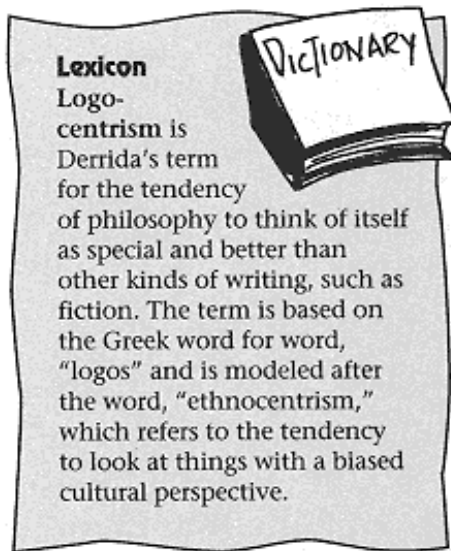 DICTIONARY
Lexicon
Logo-
centrism is
Derrida's term
for the tendency
of philosophy to think of itself
as special and better than
other kinds of writing, such as
fiction. The term is based on
the Greek word for word,
"logos" and is modeled after
the word, "ethnocentrism,"
which refers to the tendency
to look at things with a biased
cultural perspective.